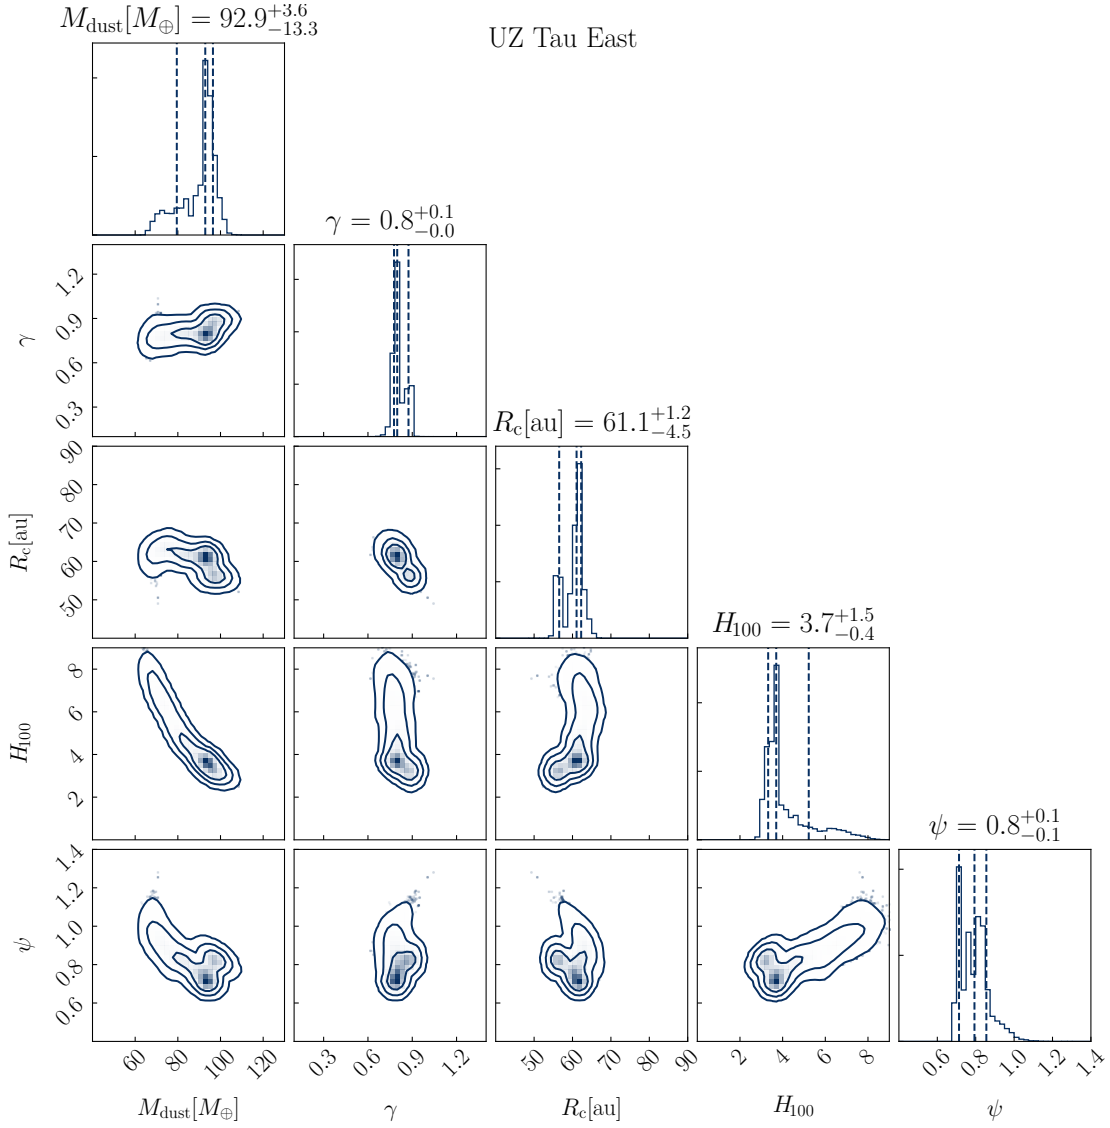 M_dust[M_⊕] = 92.9^{+3.6}_{-13.3}
UZ Tau East
γ = 0.8^{+0.1}_{-0.0}
γ
1.2
0.9
0.6
0.3
R_c[au] = 61.1^{+1.2}_{-4.5}
R_c[au]
90
80
70
60
50
H_100 = 3.7^{+1.5}_{-0.4}
H_100
8
6
4
2
ψ = 0.8^{+0.1}_{-0.1}
ψ
1.4
1.2
1.0
0.8
0.6
60 80 100 120
0.3 0.6 0.9 1.2
50 60 70 80 90
2 4 6 8
0.6 0.8 1.0 1.2 1.4
M_dust[M_⊕] γ R_c[au] H_100 ψ